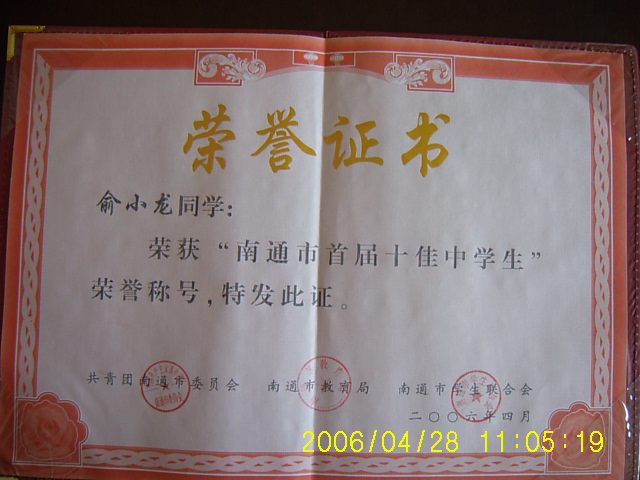 荣誉证书
俞小龙同学：
荣获“南通市首届十佳中学生”
荣誉称号，特发此证。
共青团南通市委员会 南通市教育局 南通市学生联合会
二〇〇六年四月
2006/04/28 11:05:19